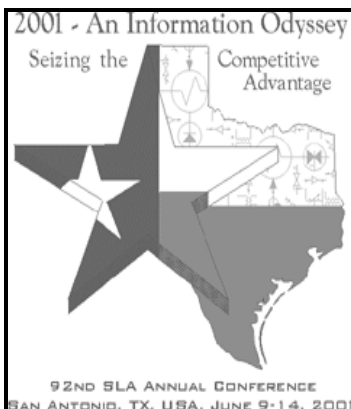 2001 - An Information Odyssey
Seizing the Competitive
Advantage
92ND SLA ANNUAL CONFERENCE
SAN ANTONIO, TX, USA, JUNE 9-14, 2001